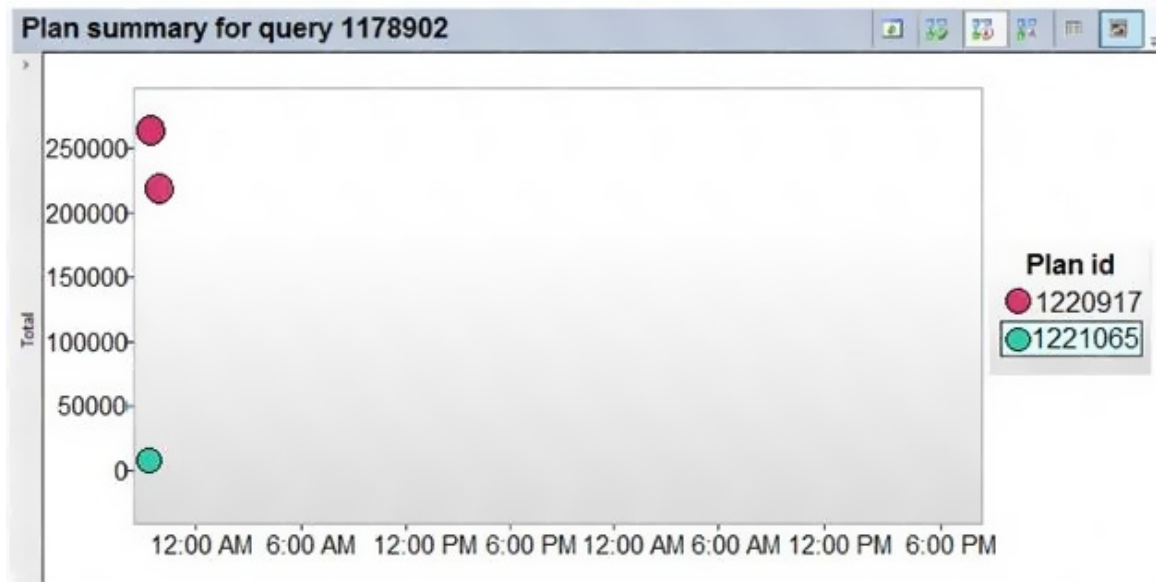 Plan summary for query 1178902
Total
250000
200000
150000
100000
50000
0
12:00 AM 6:00 AM 12:00 PM 6:00 PM 12:00 AM 6:00 AM 12:00 PM 6:00 PM
Plan id
1220917
1221065